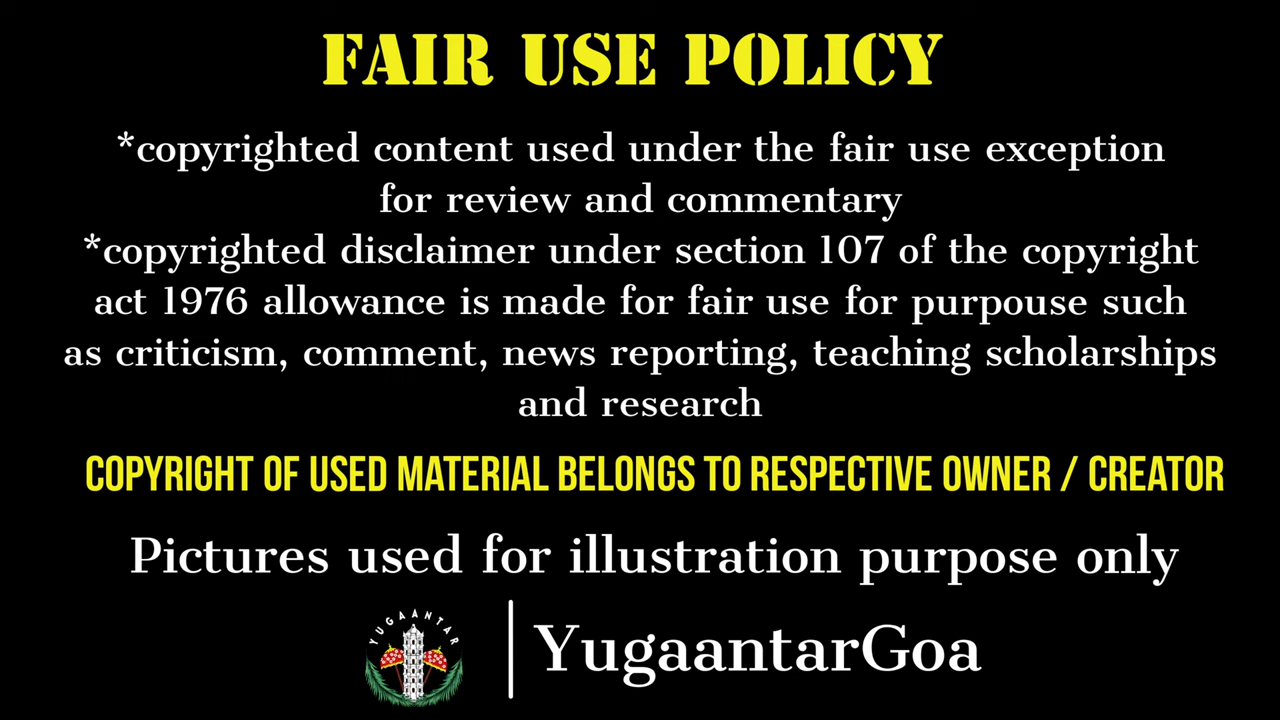 FAIR USE POLICY
*copyrighted content used under the fair use exception
for review and commentary
*copyrighted disclaimer under section 107 of the copyright
act 1976 allowance is made for fair use for purpouse such
as criticism, comment, news reporting, teaching scholarships
and research
COPYRIGHT OF USED MATERIAL BELONGS TO RESPECTIVE OWNER / CREATOR
Pictures used for illustration purpose only
YUGAANTAR
YugaantarGoa